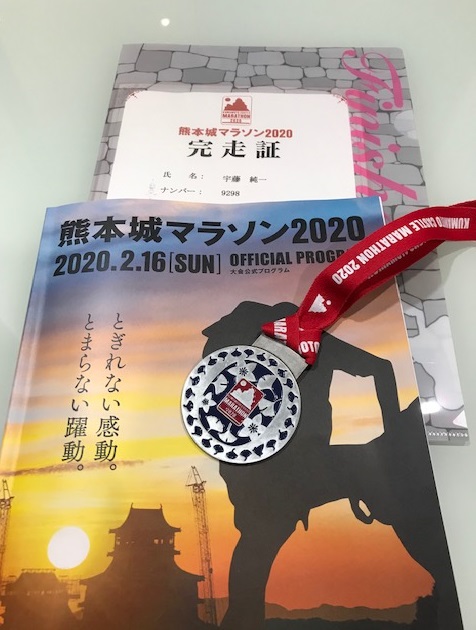 Finish
MARATHON
2020
熊本城マラソン2020
完走証
氏 名: 宇藤 純一
ナンバー: 9298
熊本城マラソン2020
2020.2.16[SUN] OFFICIAL PROGR
大会公式プログラム
とぎれない感動。
とまらない躍動。
KUMAMOTO CASTLE MARATHON 2020
MARATHON